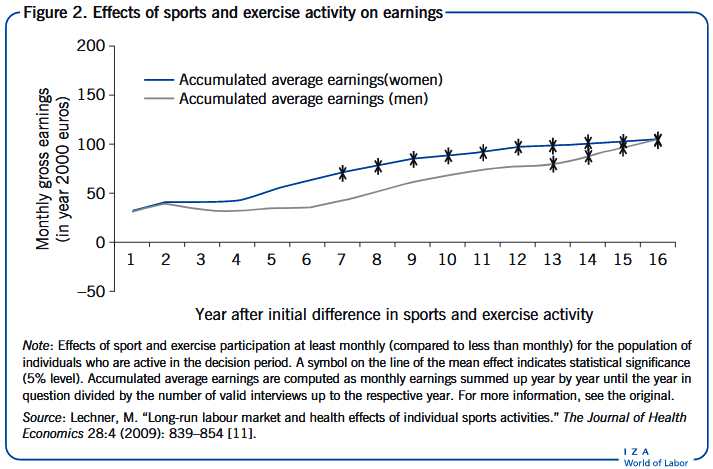 Figure 2. Effects of sports and exercise activity on earnings
200
150
100
50
0
–50
Monthly gross earnings
(in year 2000 euros)
Accumulated average earnings(women)
Accumulated average earnings (men)
1 2 3 4 5 6 7 8 9 10 11 12 13 14 15 16
Year after initial difference in sports and exercise activity
Note: Effects of sport and exercise participation at least monthly (compared to less than monthly) for the population of
individuals who are active in the decision period. A symbol on the line of the mean effect indicates statistical significance
(5% level). Accumulated average earnings are computed as monthly earnings summed up year by year until the year in
question divided by the number of valid interviews up to the respective year. For more information, see the original.
Source: Lechner, M. “Long-run labour market and health effects of individual sports activities.” The Journal of Health
Economics 28:4 (2009): 839–854 [11].
I Z A
World of Labor